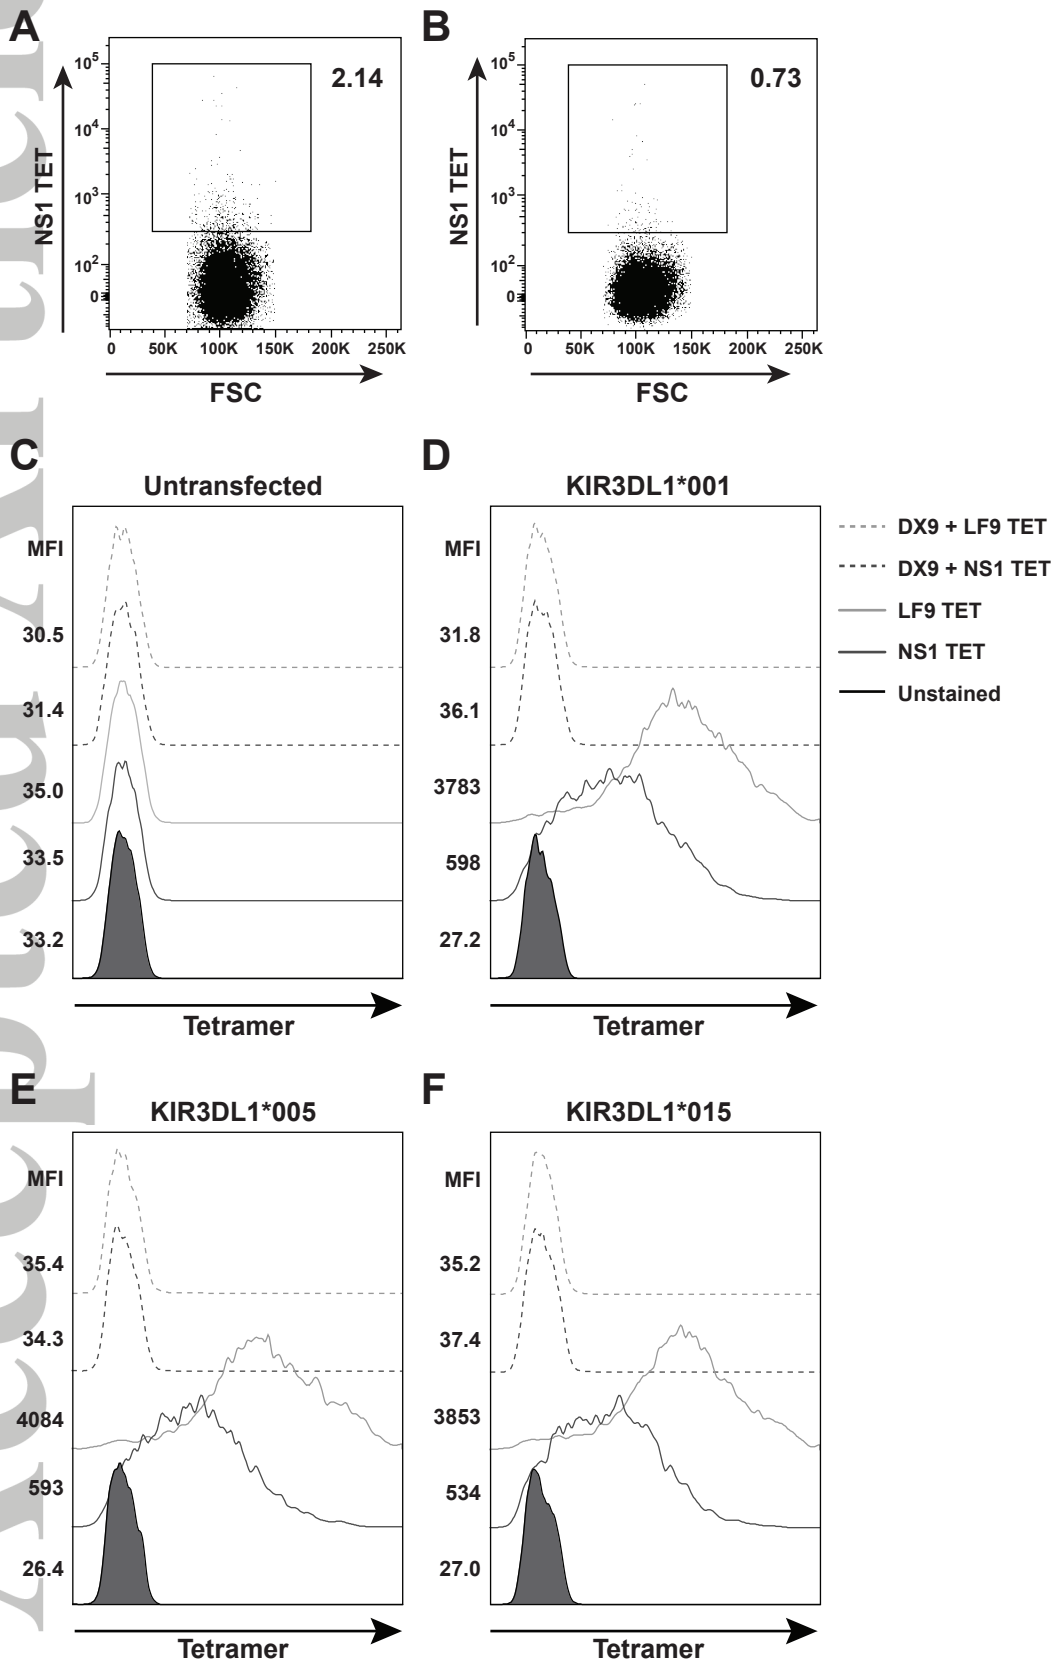 A
B
10^5
10^4
10^3
10^2
0
NS1 TET
2.14
0
50K
100K
150K
200K
250K
FSC
10^5
10^4
10^3
10^2
0
NS1 TET
0.73
0
50K
100K
150K
200K
250K
FSC
C
Untransfected
MFI
30.5
31.4
35.0
33.5
33.2
Tetramer
D
KIR3DL1*001
MFI
31.8
36.1
3783
598
27.2
Tetramer
DX9 + LF9 TET
DX9 + NS1 TET
LF9 TET
NS1 TET
Unstained
E
KIR3DL1*005
MFI
35.4
34.3
4084
593
26.4
Tetramer
F
KIR3DL1*015
MFI
35.2
37.4
3853
534
27.0
Tetramer